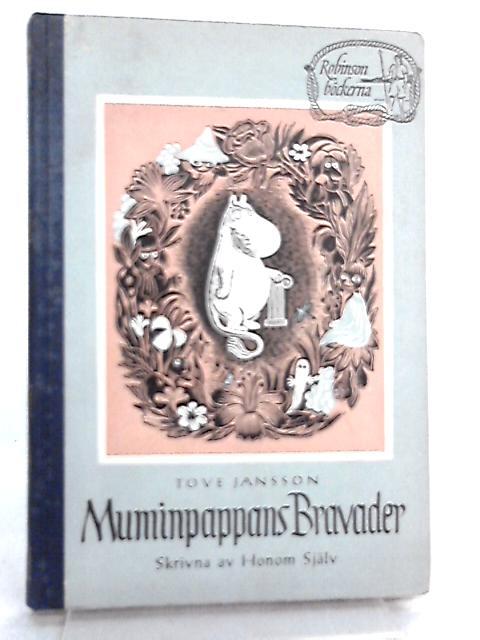 Robinson
böckerna
TOVE JANSSON
Muminpappans Bravader
Skrivna av Honom Själv